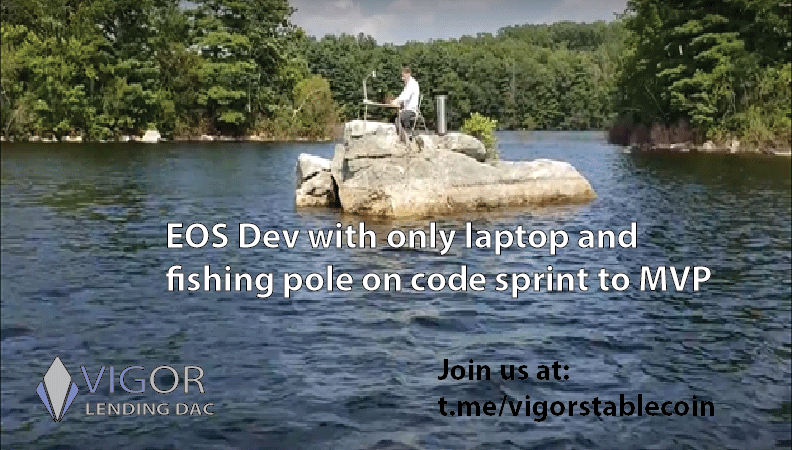 EOS Dev with only laptop and
fishing pole on code sprint to MVP
Join us at:
t.me/vigorstablecoin
VIGOR
LENDING DAC